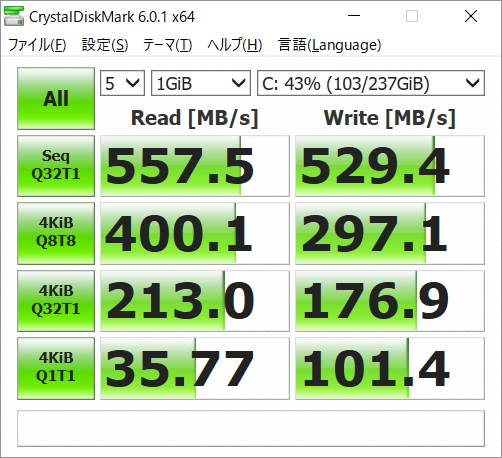 CrystalDiskMark 6.0.1 x64
ファイル(F) 設定(S) テーマ(T) ヘルプ(H) 言語(Language)
All 5 1GiB C: 43% (103/237GiB)
Read [MB/s] Write [MB/s]
Seq
Q32T1 557.5 529.4
4KiB
Q8T8 400.1 297.1
4KiB
Q32T1 213.0 176.9
4KiB
Q1T1 35.77 101.4